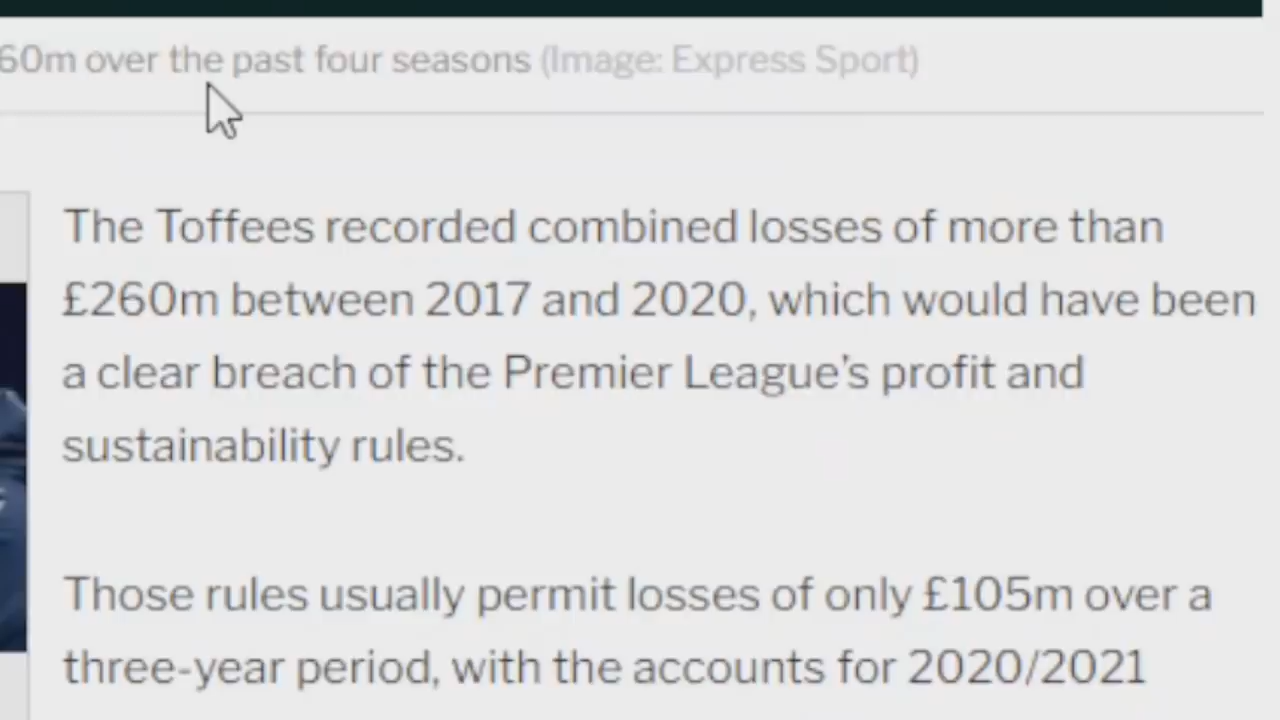 60m over the past four seasons (Image: Express Sport)
The Toffees recorded combined losses of more than
£260m between 2017 and 2020, which would have been
a clear breach of the Premier League’s profit and
sustainability rules.
Those rules usually permit losses of only £105m over a
three-year period, with the accounts for 2020/2021